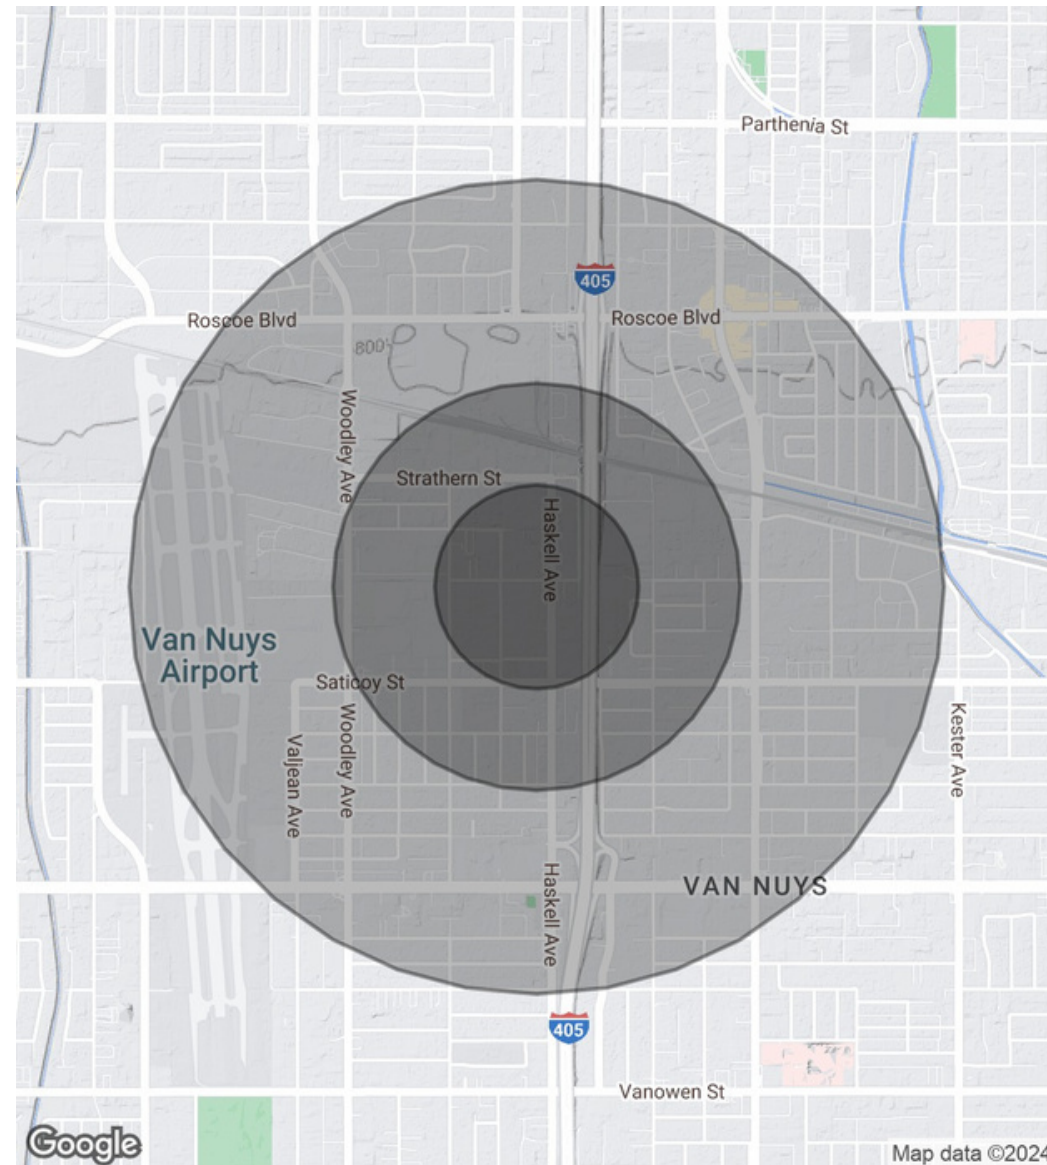 Parthenia St
405
Roscoe Blvd
Roscoe Blvd
800'
Woodley Ave
Strathern St
Haskell Ave
Van Nuys
Airport
Saticoy St
Woodley Ave
Valjean Ave
Kester Ave
Haskell Ave
VAN NUYS
405
Vanowen St
Google
Map data ©2024